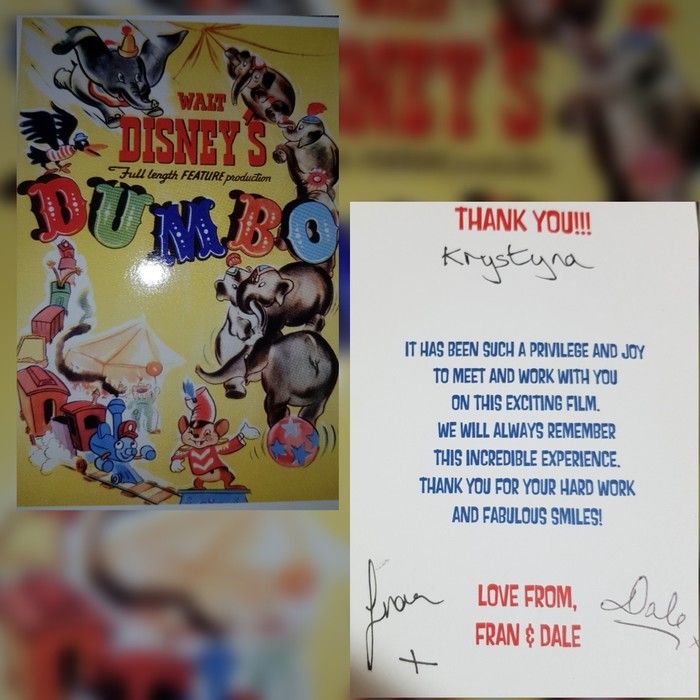 WALT
DISNEY'S
Full length FEATURE production
DUMBO
THANK YOU!!!
Krystyna
IT HAS BEEN SUCH A PRIVILEGE AND JOY
TO MEET AND WORK WITH YOU
ON THIS EXCITING FILM.
WE WILL ALWAYS REMEMBER
THIS INCREDIBLE EXPERIENCE.
THANK YOU FOR YOUR HARD WORK
AND FABULOUS SMILES!
LOVE FROM,
FRAN & DALE
Fran
x
Dale
x